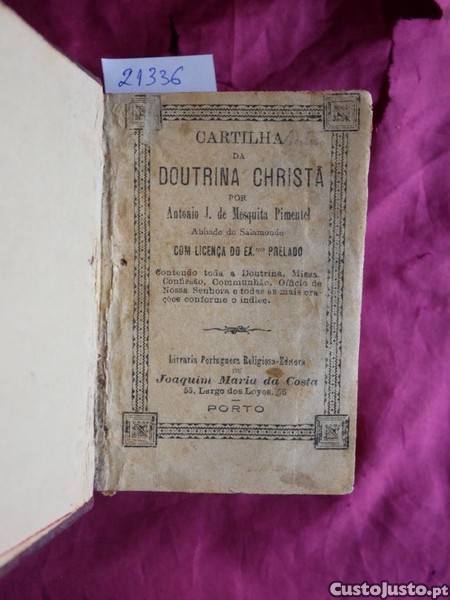 21336
CARTILHA
DA
DOUTRINA CHRISTÃ
POR
Antonio J. de Mesquita Pimentel
Abbade de Salamonde
COM LICENÇA DO EX.mo PRELADO
Contendo toda a Doutrina, Missa
Confissão, Communhão, Officio de
Nossa Senhora e todas as mais ora-
ções conforme o indice.
Livraria Portugueza Religiosa-Editora
DE
Joaquim Maria da Costa
55, Largo dos Loyos, 56
PORTO
CustoJusto.pt